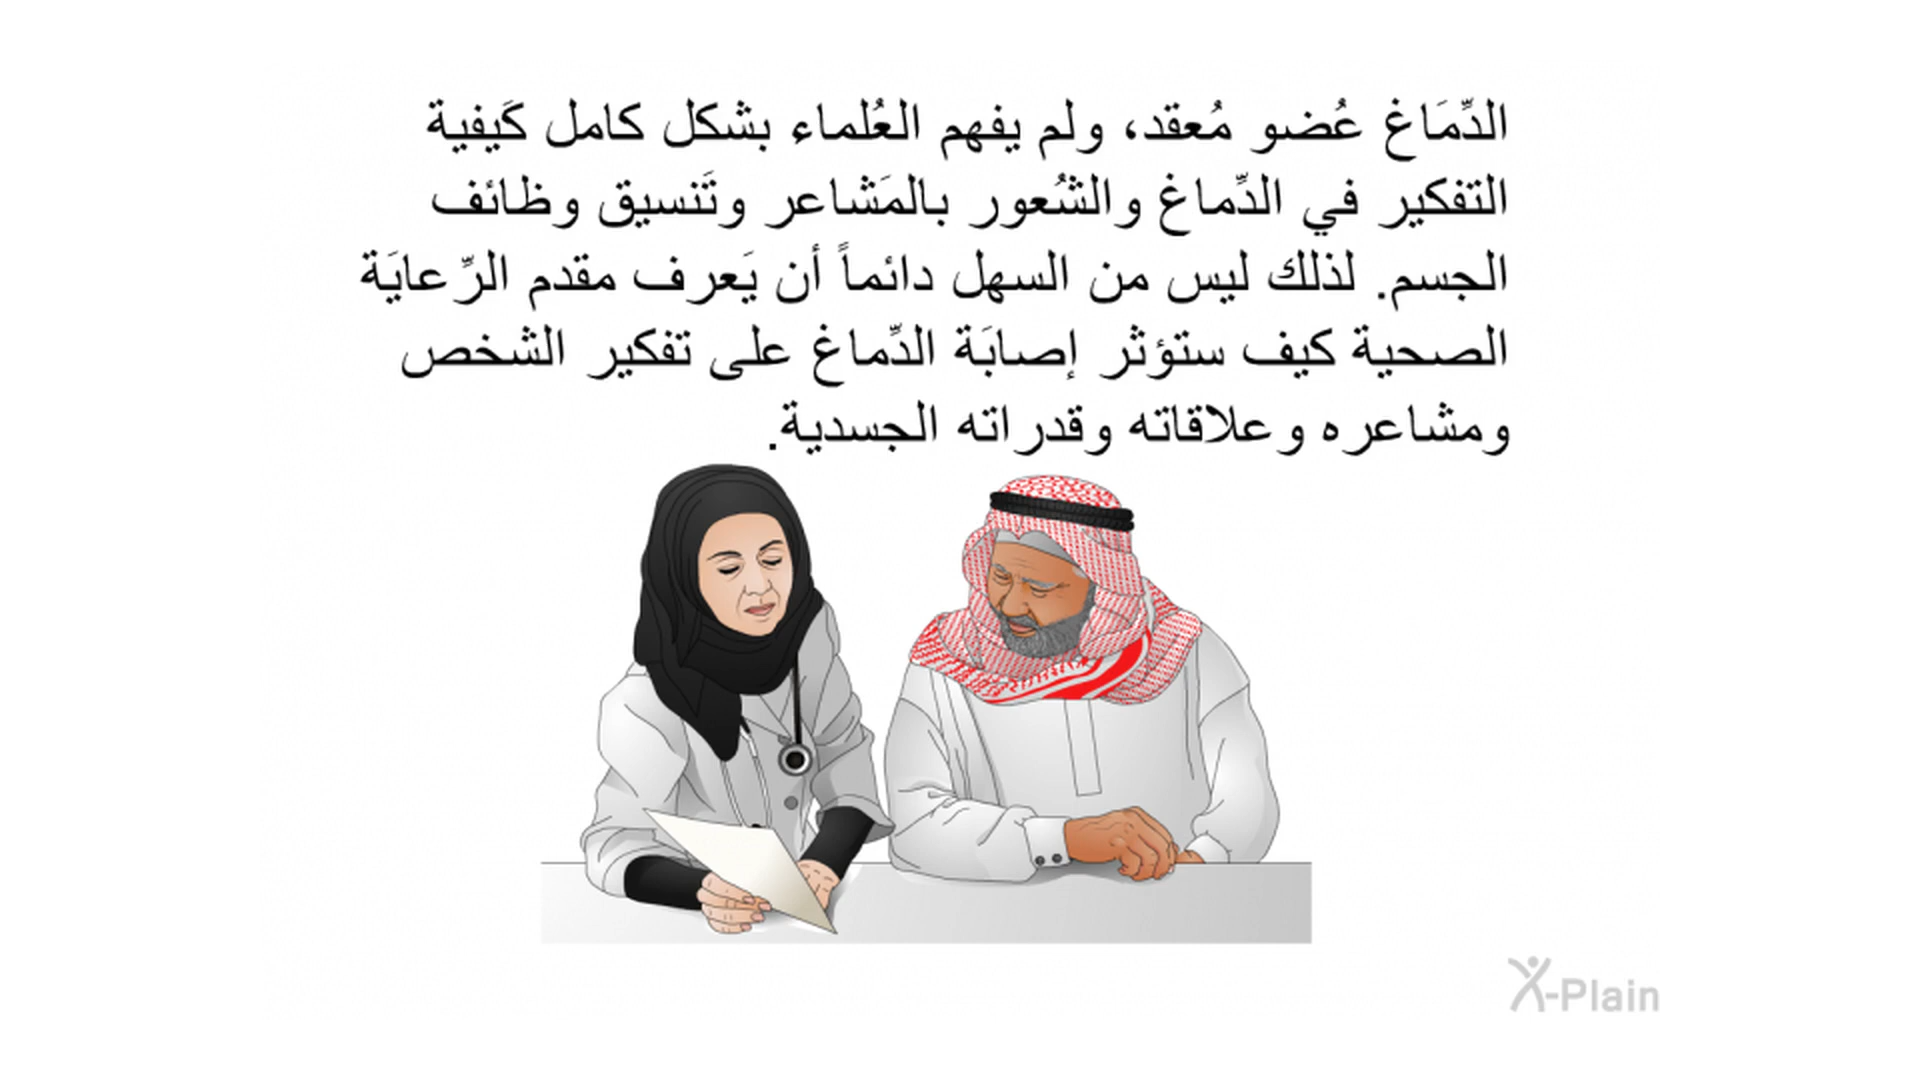 الدِّمَاغ عُضو مُعقد، ولم يفهم العُلماء بشكل كامل كَيفية
التفكير في الدِّماغ والشُعور بالمَشاعر وتَنسيق وظائف
الجسم. لذلك ليس من السهل دائماً أن يَعرف مقدم الرِّعايَة
الصحية كيف ستؤثر إصابَة الدِّماغ على تفكير الشخص
ومشاعره وعلاقاته وقدراته الجسدية.
X-Plain